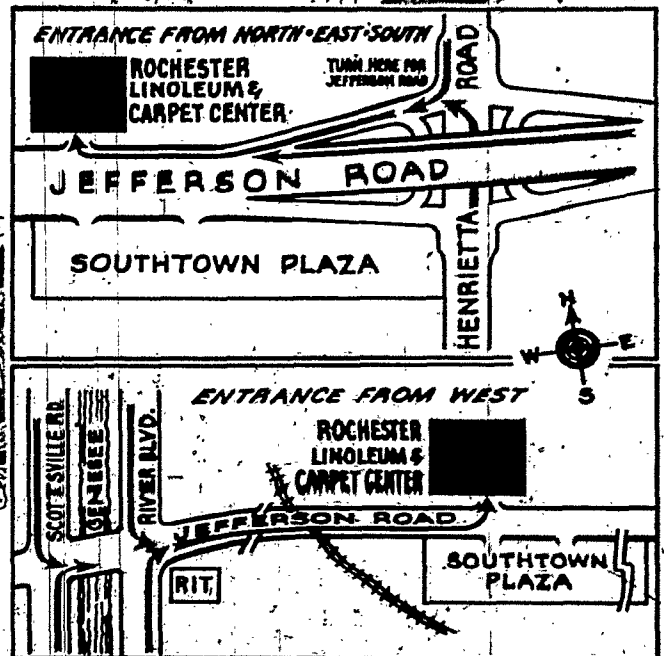 ENTRANCE FROM NORTH•EAST•SOUTH
ROCHESTER
LINOLEUM &
CARPET CENTER
TURN HERE FOR
JEFFERSON ROAD
HENRIETTA ROAD
JEFFERSON ROAD
SOUTHTOWN PLAZA
N
W E
S
ENTRANCE FROM WEST
ROCHESTER
LINOLEUM &
CARPET CENTER
SCOTTSVILLE RD.
GENESEE
RIVER BLVD.
JEFFERSON ROAD
RIT.
SOUTHTOWN
PLAZA